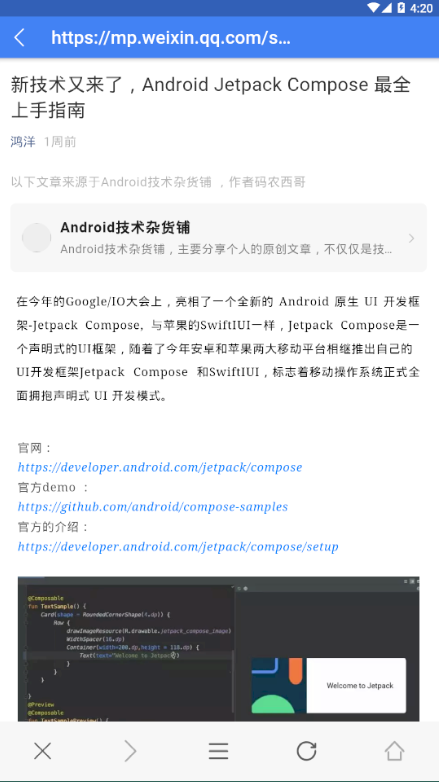 4:20
https://mp.weixin.qq.com/s…
新技术又来了，Android Jetpack Compose 最全
上手指南
鸿洋 1周前
以下文章来源于Android技术杂货铺 ，作者码农西哥
Android技术杂货铺
Android技术杂货铺，主要分享个人的原创文章，不仅仅是技…
在今年的Google/IO大会上，亮相了一个全新的 Android 原生 UI 开发框
架-Jetpack Compose, 与苹果的SwiftIUI一样，Jetpack Compose是一
个声明式的UI框架，随着了今年安卓和苹果两大移动平台相继推出自己的
UI开发框架Jetpack Compose 和SwiftIUI，标志着移动操作系统正式全
面拥抱声明式 UI 开发模式。
官网：
https://developer.android.com/jetpack/compose
官方demo ：
https://github.com/android/compose-samples
官方的介绍：
https://developer.android.com/jetpack/compose/setup
@Composable
fun TextSample() {
Card(shape = RoundedCornerShape(4.dp)) {
Row {
drawImageResource(R.drawable.jetpack_compose_image)
WidthSpacer(16.dp)
Container(width=200.dp,height = 110.dp) {
Text(text="Welcome to Jetpack")
}
}
}
}
@Preview
@Composable
fun TextSamplePreview() {
Welcome to Jetpack